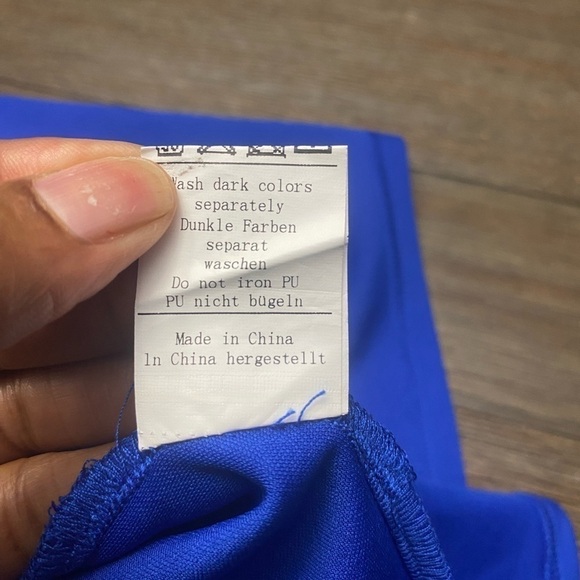 Wash dark colors
separately
Dunkle Farben
separat
waschen
Do not iron PU
PU nicht bügeln
Made in China
ln China hergestellt